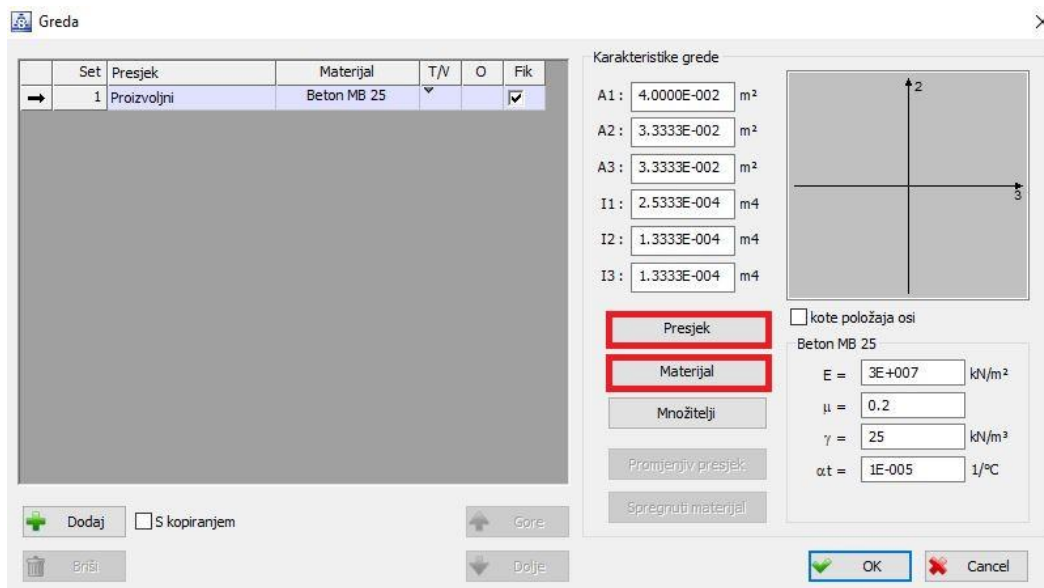 Greda
Set Presjek Materijal T/V O Fik
1 Proizvoljni Beton MB 25
Dodaj S kopiranjem Gore
Briši Dolje
Karakteristike grede
A1: 4.0000E-002 m²
A2: 3.3333E-002 m²
A3: 3.3333E-002 m²
I1: 2.5333E-004 m4
I2: 1.3333E-004 m4
I3: 1.3333E-004 m4
2
3
Presjek
Materijal
Množitelji
Promjenjiv presjek
Spregnuti materijal
kote položaja osi
Beton MB 25
E = 3E+007 kN/m²
μ = 0.2
γ = 25 kN/m³
αt = 1E-005 1/°C
OK Cancel